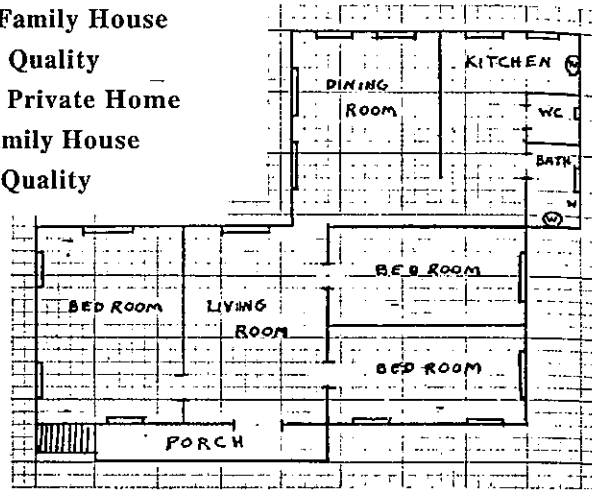 Family House
Quality
Private Home
mily House
Quality
DINING
ROOM
KITCHEN
W
WC
BATH
W
W
BED ROOM
LIVING
ROOM
BED ROOM
BED ROOM
PORCH